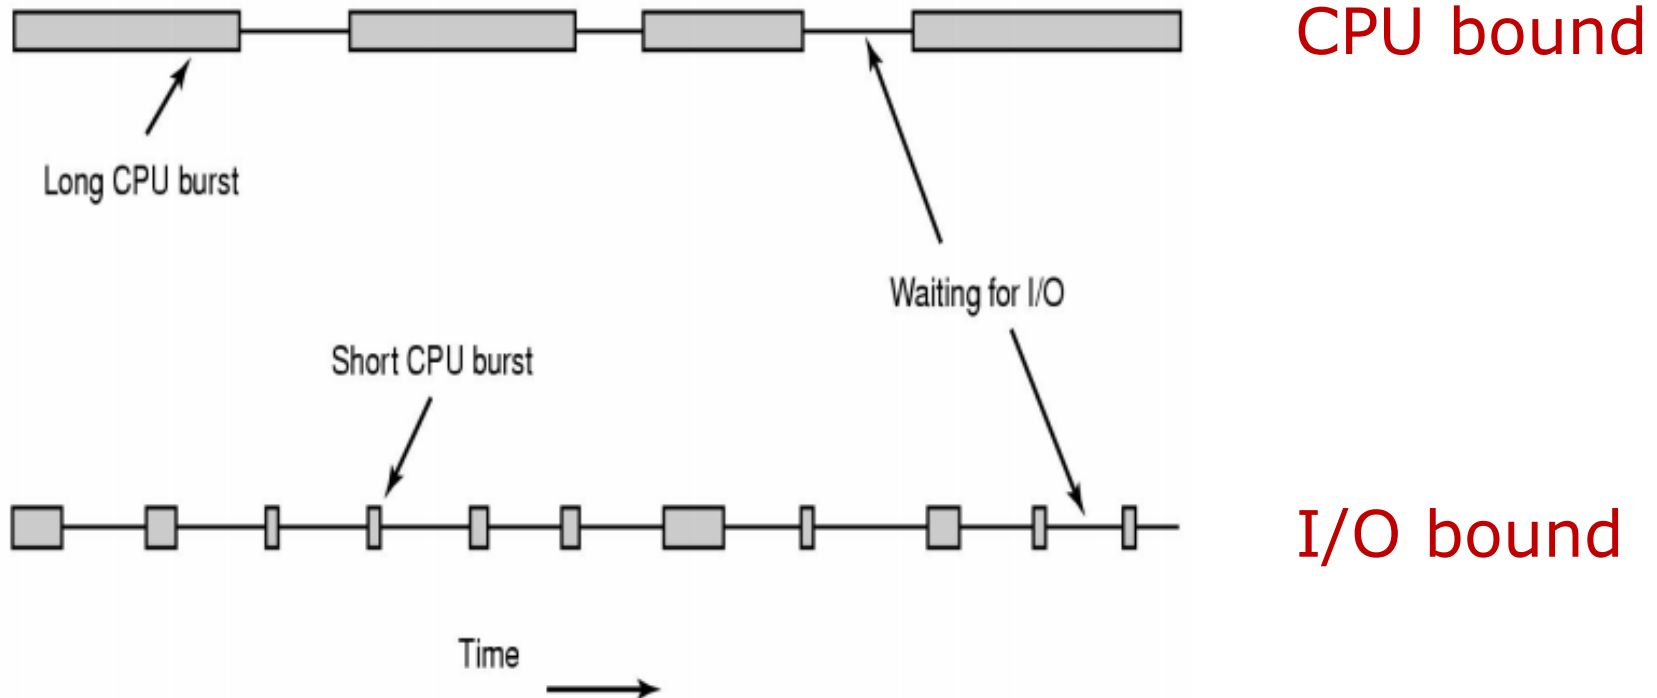 CPU bound
Long CPU burst
Waiting for I/O
Short CPU burst
I/O bound
Time